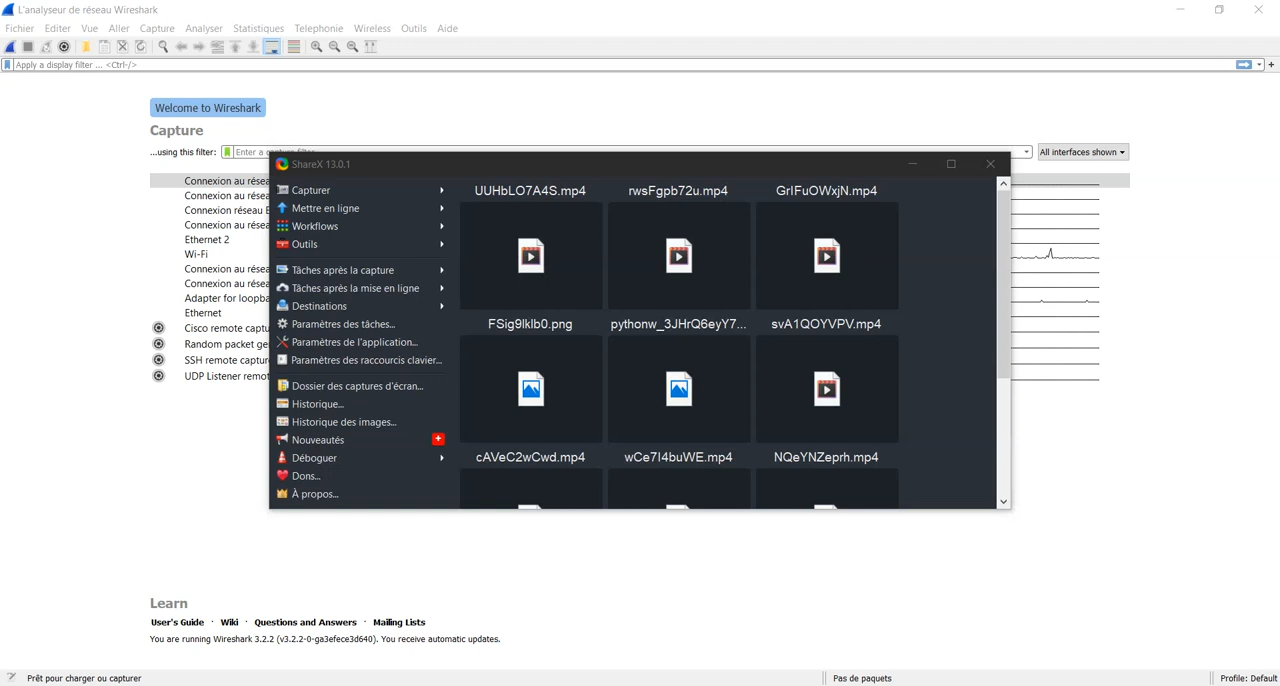 L'analyseur de réseau Wireshark
Fichier Editer Vue Aller Capture Analyser Statistiques Telephonie Wireless Outils Aide
Apply a display filter ... <Ctrl-/>
Welcome to Wireshark
Capture
...using this filter: Enter a capture filter All interfaces shown
Connexion au résea
Connexion au résea
Connexion réseau B
Connexion au résea
Ethernet 2
Wi-Fi
Connexion au résea
Connexion au résea
Adapter for loopba
Ethernet
Cisco remote captu
Random packet ge
SSH remote captur
UDP Listener remot
ShareX 13.0.1
Capturer
Mettre en ligne
Workflows
Outils
Tâches après la capture
Tâches après la mise en ligne
Destinations
Paramètres des tâches...
Paramètres de l'application...
Paramètres des raccourcis clavier...
Dossier des captures d'écran...
Historique...
Historique des images...
Nouveautés
Déboguer
Dons...
À propos...
UUHbLO7A4S.mp4 rwsFgpb72u.mp4 GrIFuOWxjN.mp4
FSig9lklb0.png pythonw_3JHrQ6eyY7... svA1QOYVPV.mp4
cAVeC2wCwd.mp4 wCe7I4buWE.mp4 NQeYNZeprh.mp4
Learn
User's Guide · Wiki · Questions and Answers · Mailing Lists
You are running Wireshark 3.2.2 (v3.2.2-0-ga3efece3d640). You receive automatic updates.
Prêt pour charger ou capturer Pas de paquets Profile: Default